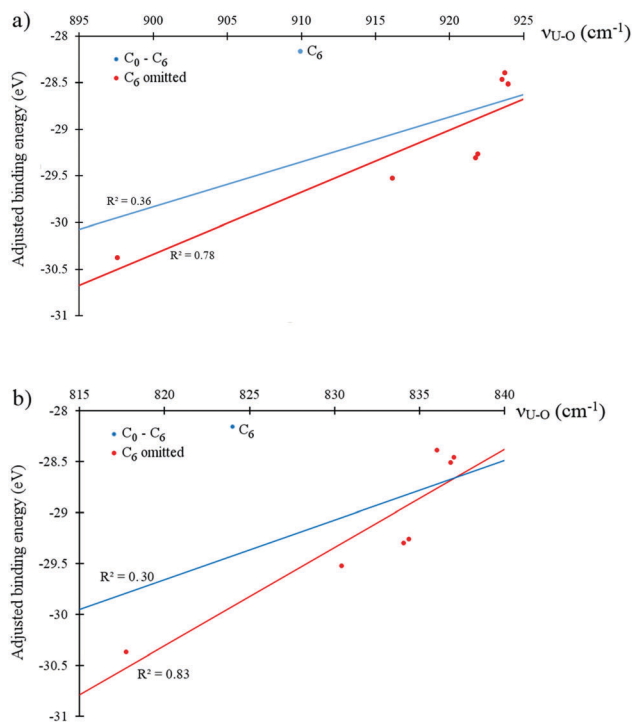 a)
895 900 905 910 915 920 925
ν_U-O (cm⁻¹)
-28
-28.5
-29
-29.5
-30
-30.5
-31
Adjusted binding energy (eV)
C₀ - C₆
C₆ omitted
C₆
R² = 0.36
R² = 0.78
b)
815 820 825 830 835 840
ν_U-O (cm⁻¹)
-28
-28.5
-29
-29.5
-30
-30.5
-31
Adjusted binding energy (eV)
C₀ - C₆
C₆ omitted
C₆
R² = 0.30
R² = 0.83